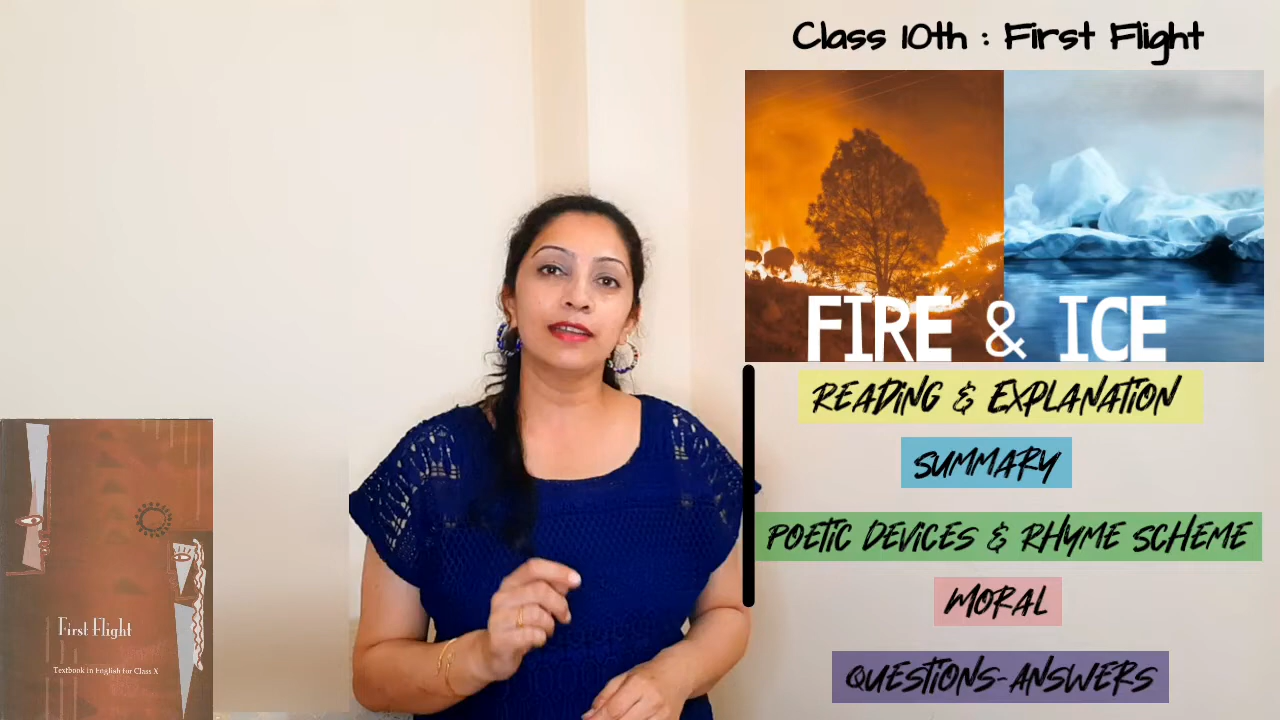 Class 10th : First Flight
FIRE & ICE
READING & EXPLANATION
SUMMARY
POETIC DEVICES & RHYME SCHEME
MORAL
QUESTIONS-ANSWERS
First Flight
Textbook in English for Class X